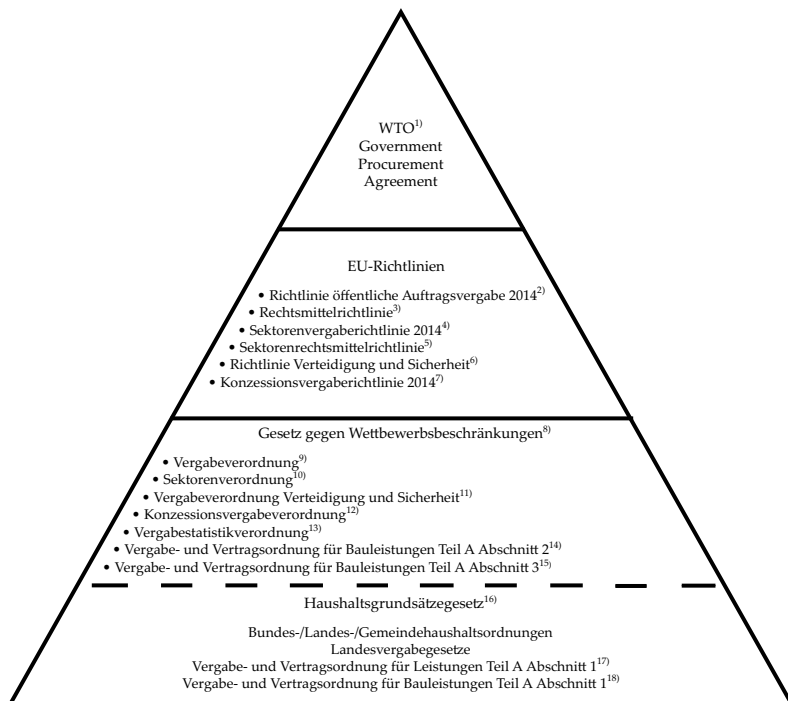 WTO1)
Government
Procurement
Agreement
EU-Richtlinien
• Richtlinie öffentliche Auftragsvergabe 20142)
• Rechtsmittelrichtlinie3)
• Sektorenvergaberichtlinie 20144)
• Sektorenrechtsmittelrichtlinie5)
• Richtlinie Verteidigung und Sicherheit6)
• Konzessionsvergaberichtlinie 20147)
Gesetz gegen Wettbewerbsbeschränkungen8)
• Vergabeverordnung9)
• Sektorenverordnung10)
• Vergabeverordnung Verteidigung und Sicherheit11)
• Konzessionsvergabeverordnung12)
• Vergabestatistikverordnung13)
• Vergabe- und Vertragsordnung für Bauleistungen Teil A Abschnitt 214)
• Vergabe- und Vertragsordnung für Bauleistungen Teil A Abschnitt 315)
Haushaltsgrundsätzegesetz16)
Bundes-/Landes-/Gemeindehaushaltsordnungen
Landesvergabegesetze
Vergabe- und Vertragsordnung für Leistungen Teil A Abschnitt 117)
Vergabe- und Vertragsordnung für Bauleistungen Teil A Abschnitt 118)